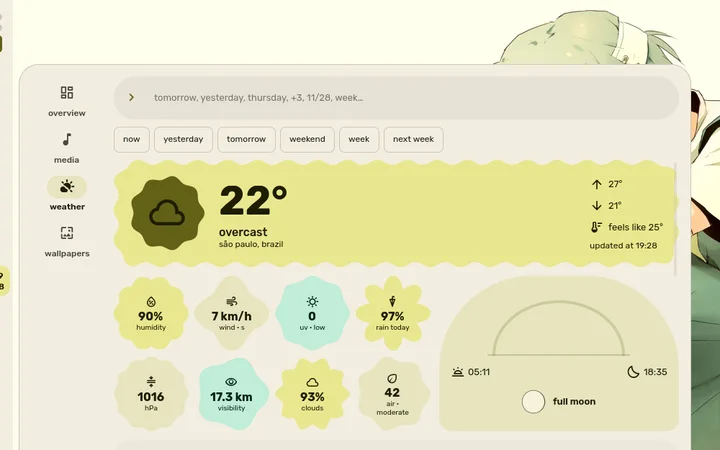 overview
media
weather
wallpapers
tomorrow, yesterday, thursday, +3, 11/28, week...
now
yesterday
tomorrow
weekend
week
next week
22°
overcast
são paulo, brazil
27°
21°
feels like 25°
updated at 19:28
90%
humidity
7 km/h
wind • s
0
uv • low
97%
rain today
1016
hPa
17.3 km
visibility
93%
clouds
42
air •
moderate
05:11
18:35
full moon